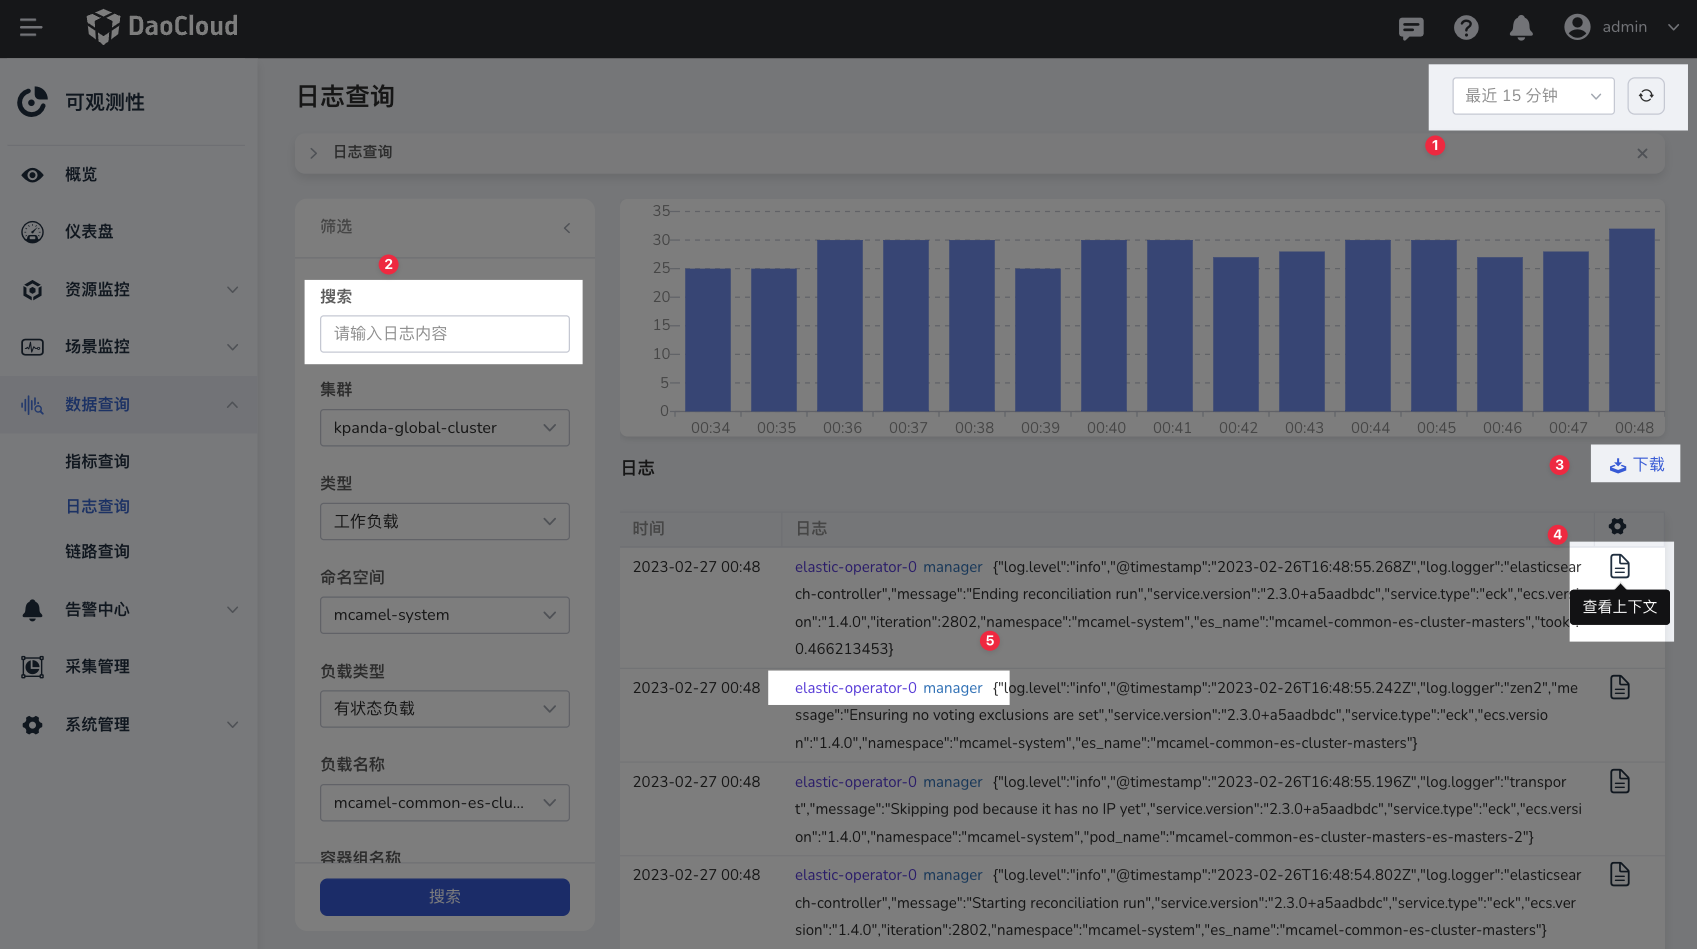 DaoCloud
admin
可观测性
概览
仪表盘
资源监控
场景监控
数据查询
指标查询
日志查询
链路查询
告警中心
采集管理
系统管理
日志查询
最近 15 分钟
1
日志查询
筛选
2
搜索
请输入日志内容
集群
kpanda-global-cluster
类型
工作负载
命名空间
mcamel-system
负载类型
有状态负载
负载名称
mcamel-common-es-clu...
容器组名称
搜索
35
30
25
20
15
10
5
0
00:34 00:35 00:36 00:37 00:38 00:39 00:40 00:41 00:42 00:43 00:44 00:45 00:46 00:47 00:48
日志
3
下载
时间 日志
4
查看上下文
2023-02-27 00:48 elastic-operator-0 manager {"log.level":"info","@timestamp":"2023-02-26T16:48:55.268Z","log.logger":"elasticsear
ch-controller","message":"Ending reconciliation run","service.version":"2.3.0+a5aadbdc","service.type":"eck","ecs.versi
on":"1.4.0","iteration":2802,"namespace":"mcamel-system","es_name":"mcamel-common-es-cluster-masters","took":
0.466213453}
5
2023-02-27 00:48 elastic-operator-0 manager {"log.level":"info","@timestamp":"2023-02-26T16:48:55.242Z","log.logger":"zen2","me
ssage":"Ensuring no voting exclusions are set","service.version":"2.3.0+a5aadbdc","service.type":"eck","ecs.versio
n":"1.4.0","namespace":"mcamel-system","es_name":"mcamel-common-es-cluster-masters"}
2023-02-27 00:48 elastic-operator-0 manager {"log.level":"info","@timestamp":"2023-02-26T16:48:55.196Z","log.logger":"transpor
t","message":"Skipping pod because it has no IP yet","service.version":"2.3.0+a5aadbdc","service.type":"eck","ecs.versi
on":"1.4.0","namespace":"mcamel-system","pod_name":"mcamel-common-es-cluster-masters-es-masters-2"}
2023-02-27 00:48 elastic-operator-0 manager {"log.level":"info","@timestamp":"2023-02-26T16:48:54.802Z","log.logger":"elasticsear
ch-controller","message":"Starting reconciliation run","service.version":"2.3.0+a5aadbdc","service.type":"eck","ecs.ver
sion":"1.4.0","iteration":2802,"namespace":"mcamel-system","es_name":"mcamel-common-es-cluster-masters"}